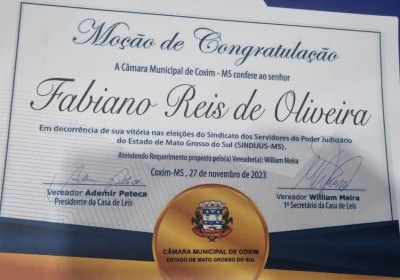 Moção de Congratulação
A Câmara Municipal de Coxim - MS confere ao senhor
Fabiano Reis de Oliveira
Em decorrência de sua vitória nas eleições do Sindicato dos Servidores do Poder Judiciário
do Estado de Mato Grosso do Sul (SINDIJUS-MS).
Atendendo Requerimento proposto pelo(a) Vereador(a): William Meira
Coxim-MS, 27 de novembro de 2023
Vereador Ademir Peteca
Presidente da Casa de Leis
Vereador William Meira
1º Secretário da Casa de Leis
CÂMARA MUNICIPAL DE COXIM
ESTADO DE MATO GROSSO DO SUL